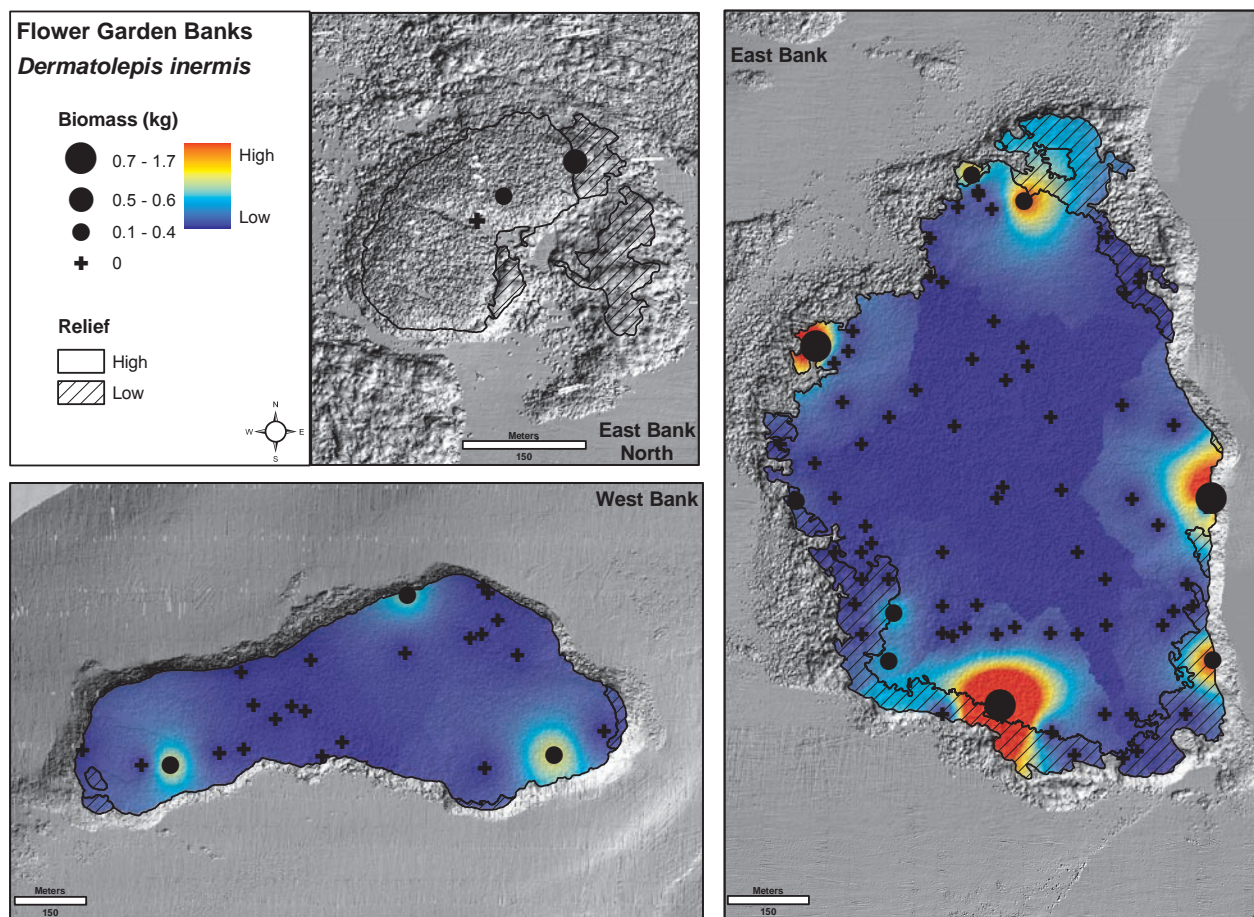 Flower Garden Banks
Dermatolepis inermis
Biomass (kg)
0.7 - 1.7
High
0.5 - 0.6
Low
0.1 - 0.4
0
Relief
High
Low
N
W
E
S
Meters
150
East Bank
North
West Bank
Meters
150
East Bank
Meters
150